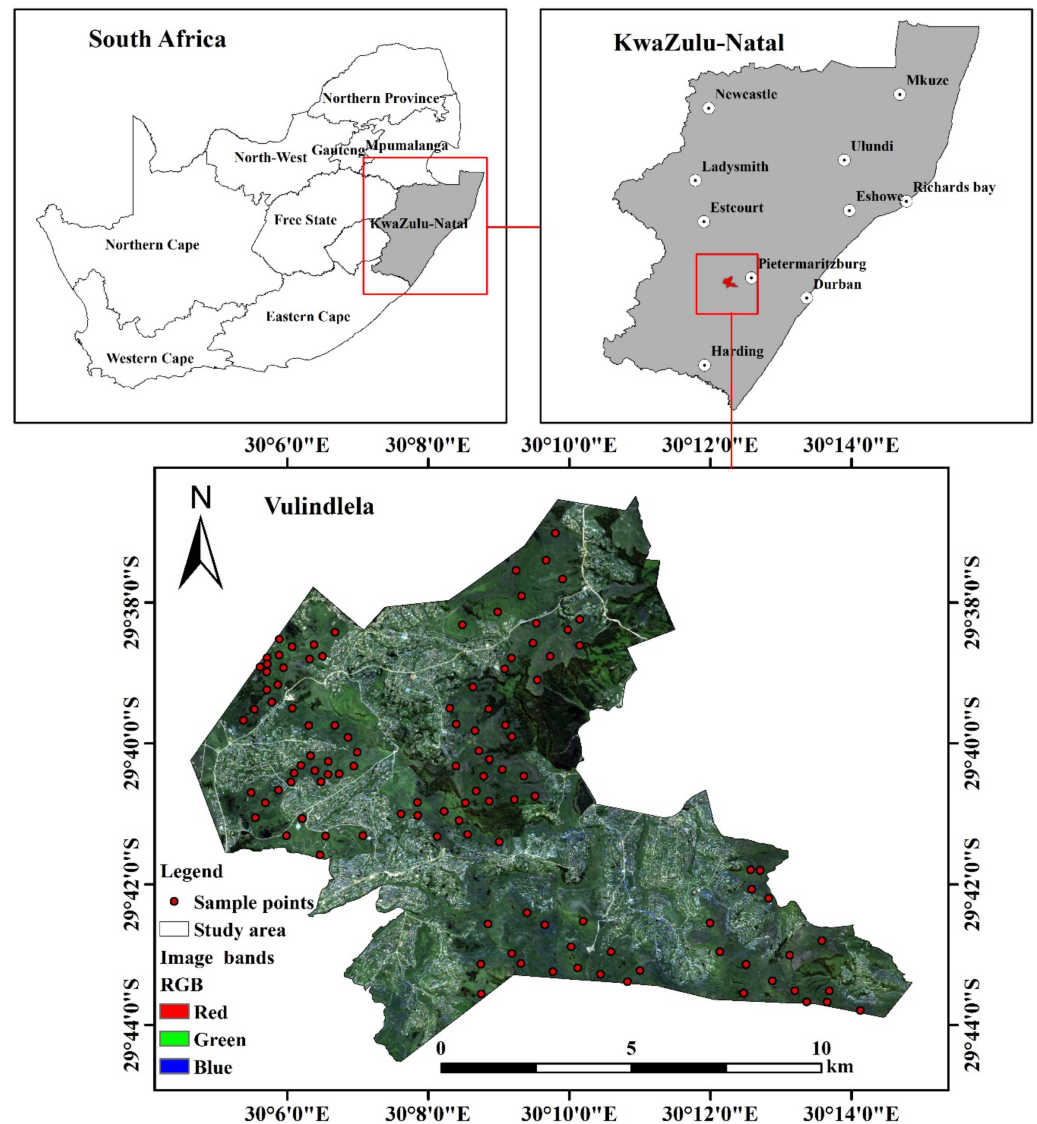 South Africa
Northern Province
Mpumalanga
Gauteng
North-West
Free State
KwaZulu-Natal
Northern Cape
Eastern Cape
Western Cape
KwaZulu-Natal
Mkuze
Newcastle
Ulundi
Ladysmith
Richards bay
Eshowe
Estcourt
Pietermaritzburg
Durban
Harding
30°6'0"E 30°8'0"E 30°10'0"E 30°12'0"E 30°14'0"E
N
Vulindlela
29°38'0"S
29°40'0"S
29°42'0"S
29°44'0"S
29°38'0"S
29°40'0"S
29°42'0"S
29°44'0"S
Legend
Sample points
Study area
Image bands
RGB
Red
Green
Blue
0 5 10
km
30°6'0"E 30°8'0"E 30°10'0"E 30°12'0"E 30°14'0"E